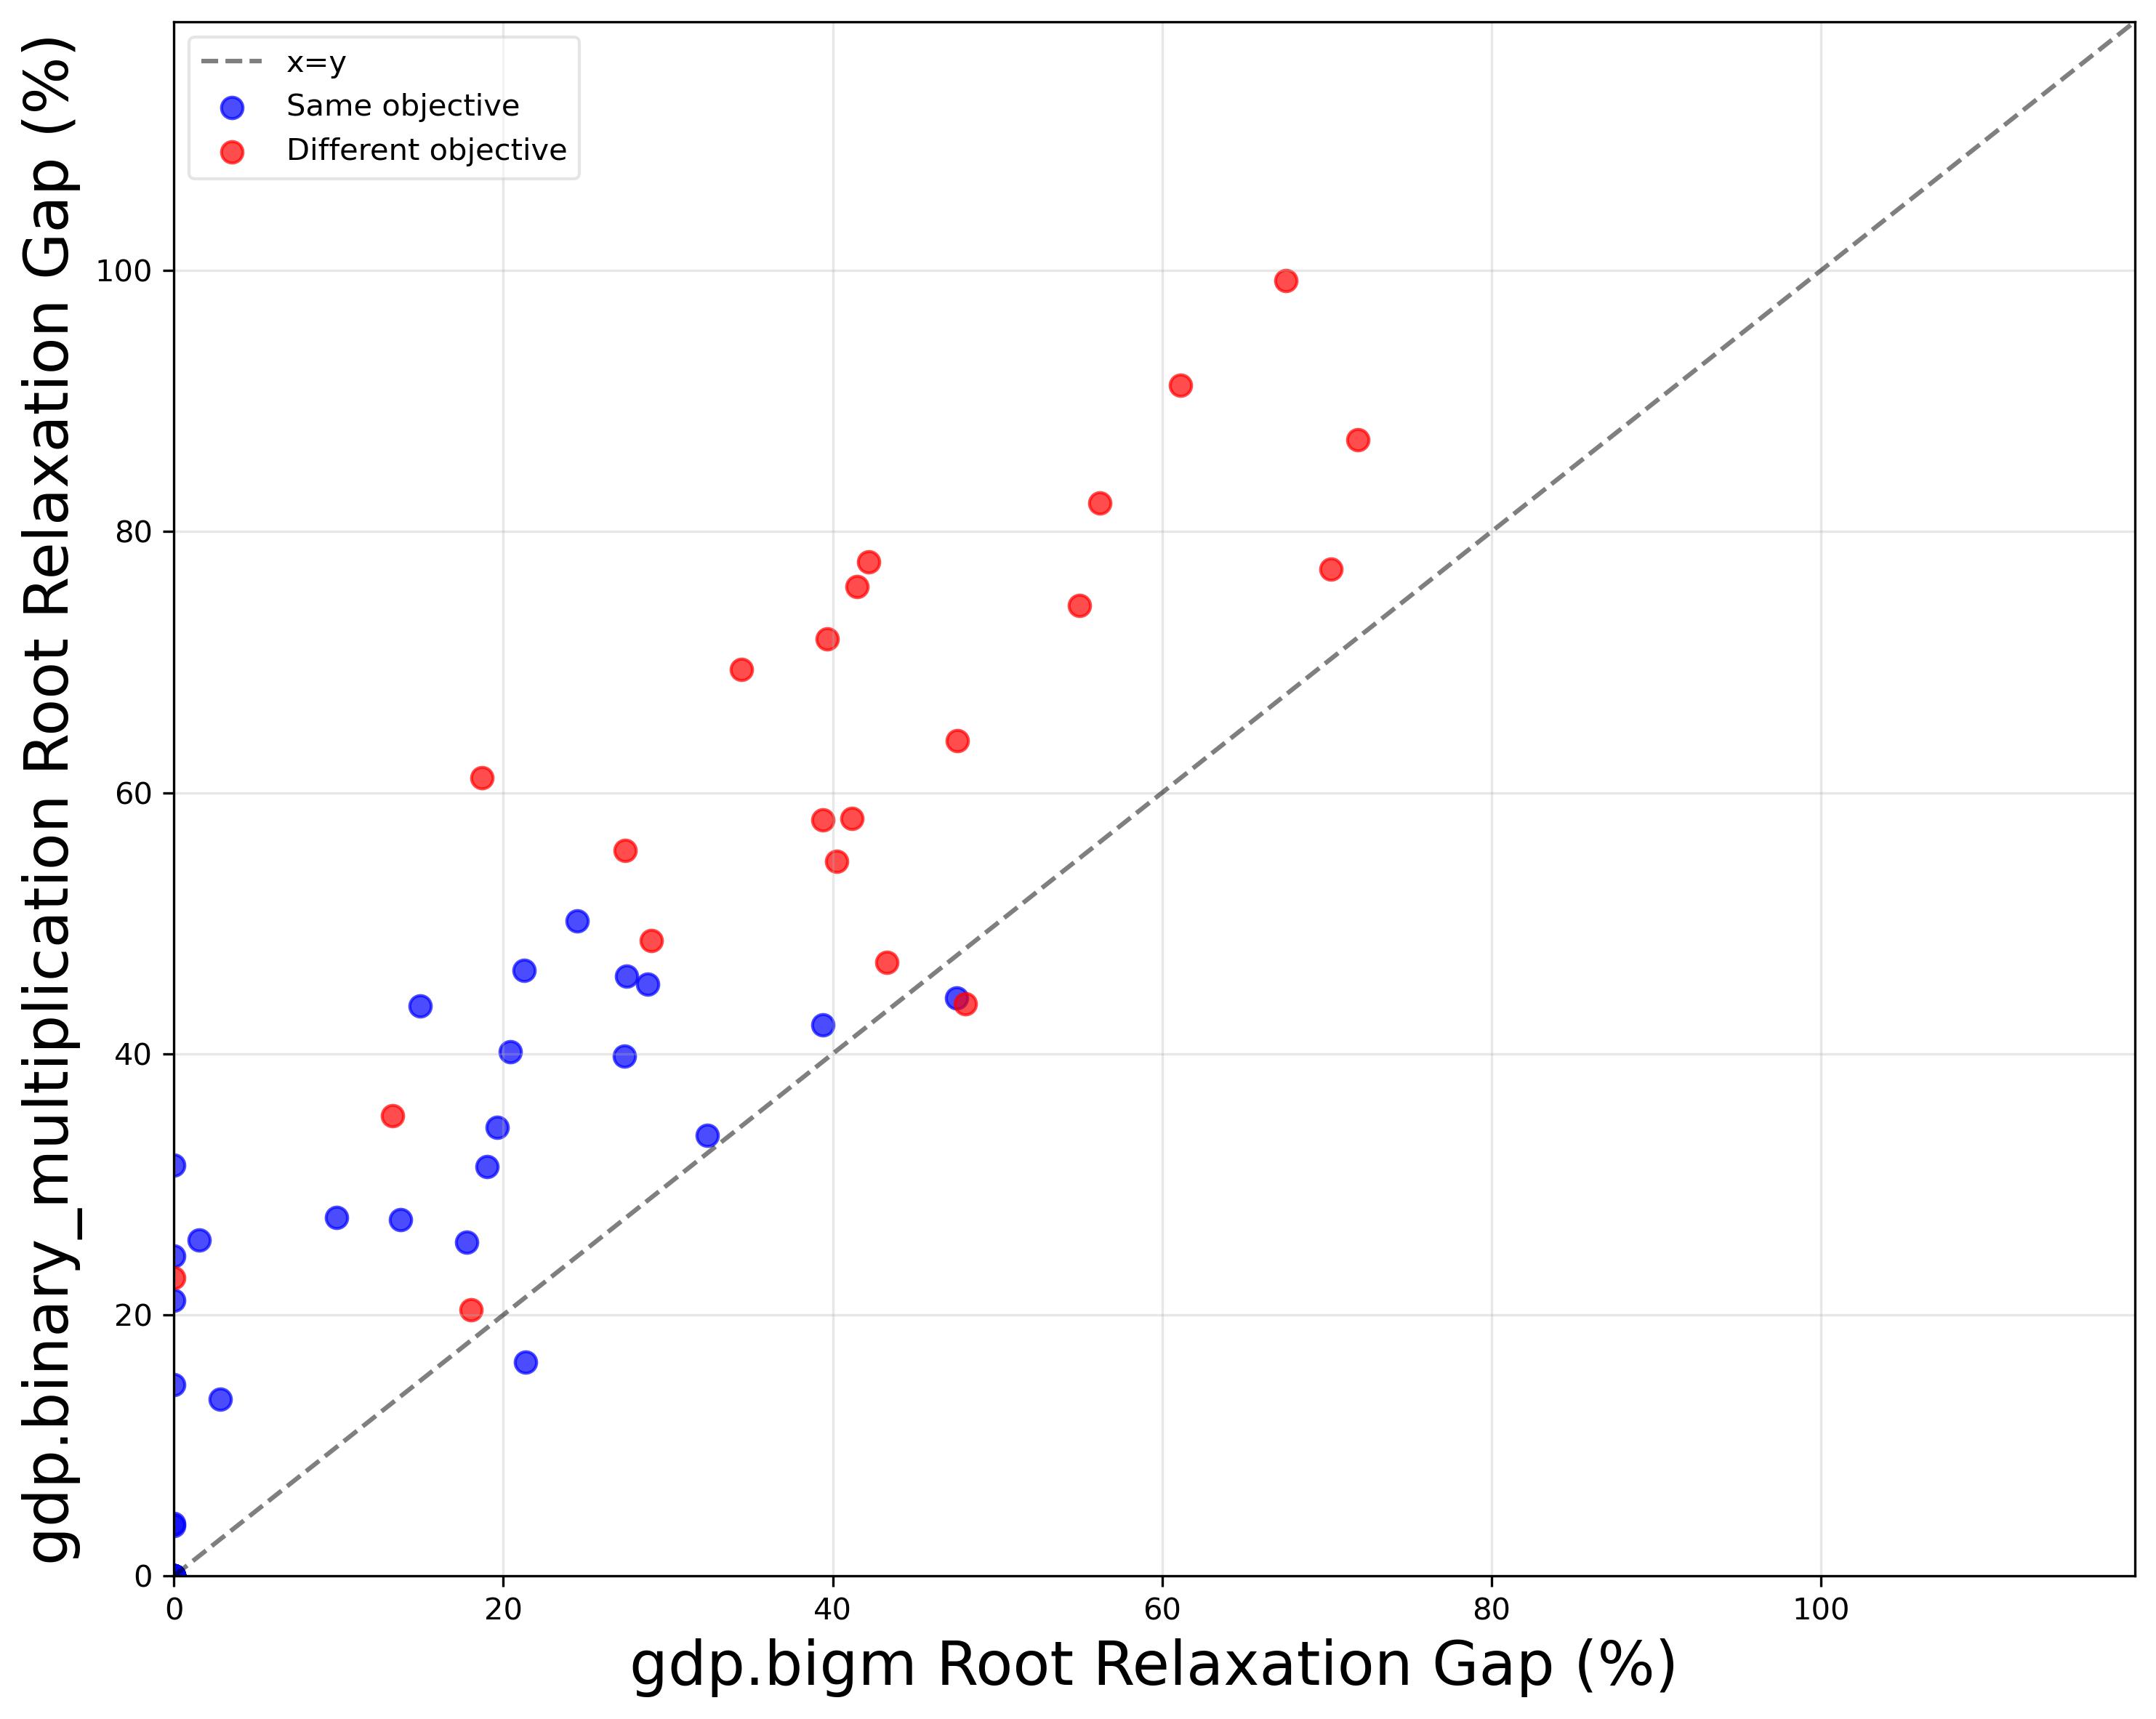 x=y
Same objective
Different objective
gdp.binary_multiplication Root Relaxation Gap (%)
100
80
60
40
20
0
0 20 40 60 80 100
gdp.bigm Root Relaxation Gap (%)